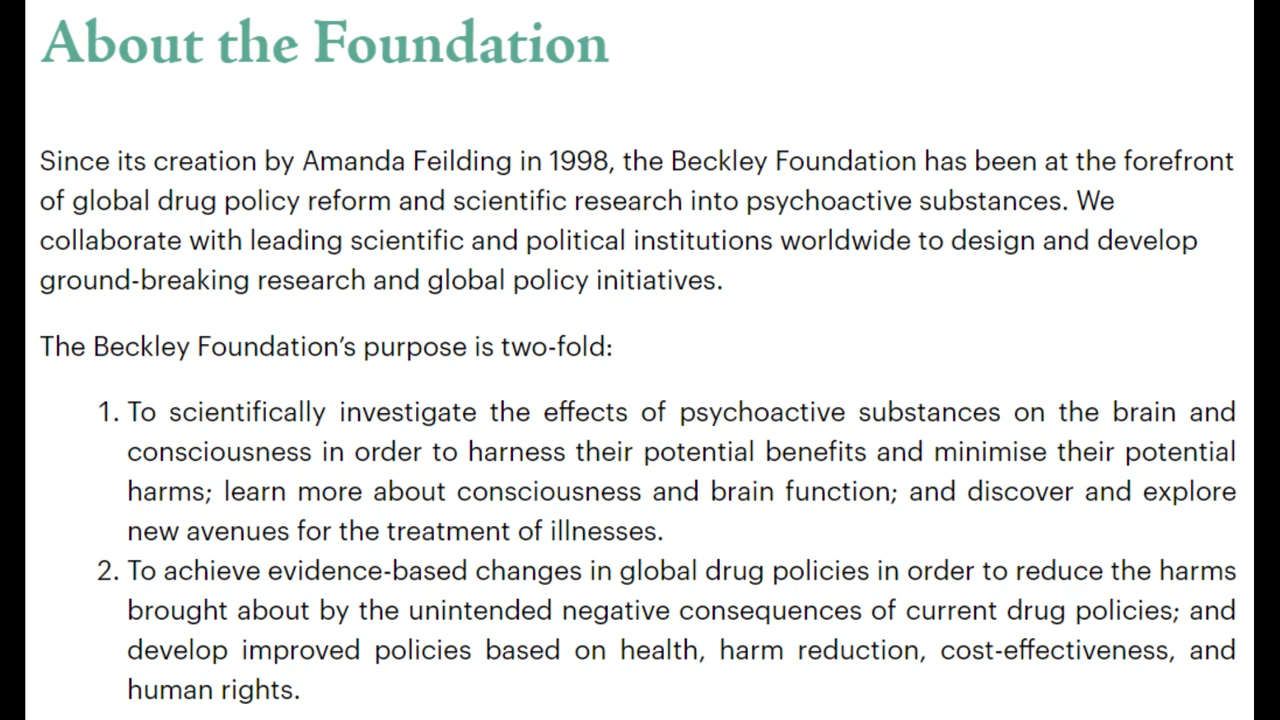 About the Foundation
Since its creation by Amanda Feilding in 1998, the Beckley Foundation has been at the forefront
of global drug policy reform and scientific research into psychoactive substances. We
collaborate with leading scientific and political institutions worldwide to design and develop
ground-breaking research and global policy initiatives.
The Beckley Foundation’s purpose is two-fold:
1. To scientifically investigate the effects of psychoactive substances on the brain and
consciousness in order to harness their potential benefits and minimise their potential
harms; learn more about consciousness and brain function; and discover and explore
new avenues for the treatment of illnesses.
2. To achieve evidence-based changes in global drug policies in order to reduce the harms
brought about by the unintended negative consequences of current drug policies; and
develop improved policies based on health, harm reduction, cost-effectiveness, and
human rights.